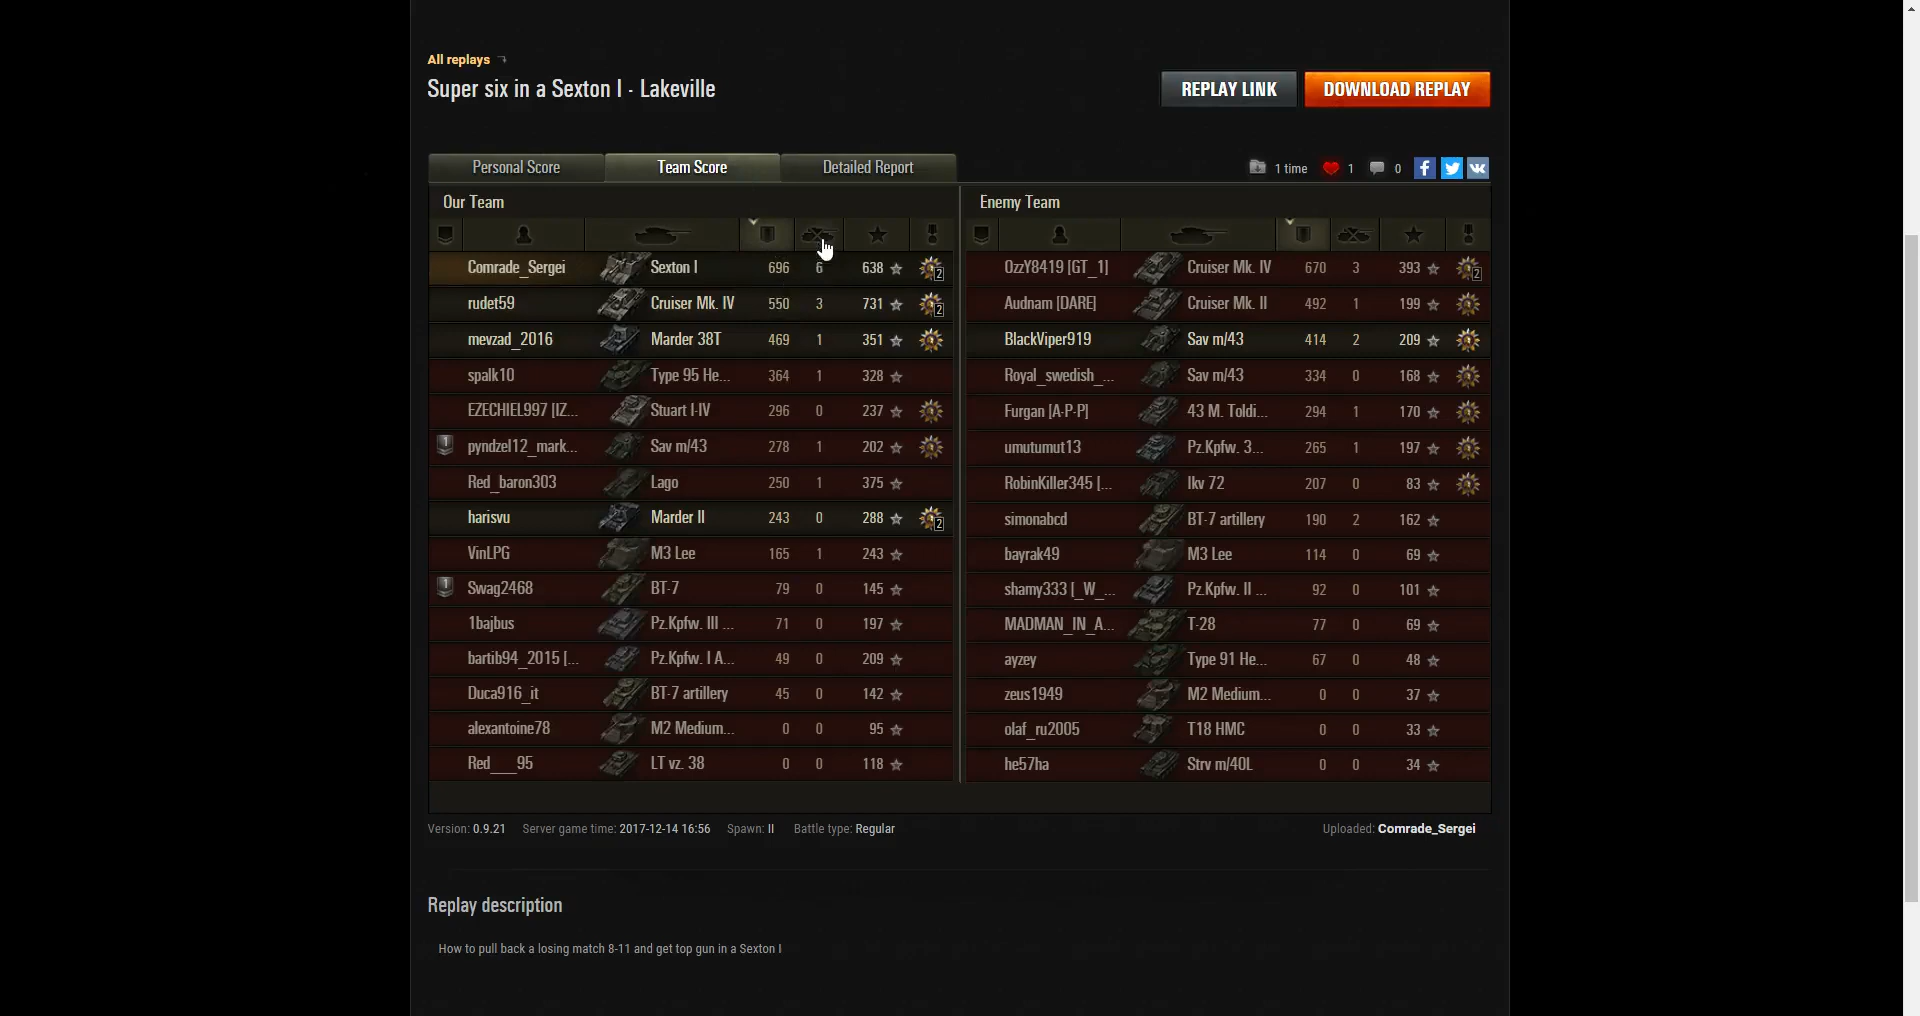 All replays
Super six in a Sexton I - Lakeville
REPLAY LINK
DOWNLOAD REPLAY
Personal Score
Team Score
Detailed Report
1 time
1
0
Our Team
Comrade_Sergei Sexton I 696 6 638 2
rudet59 Cruiser Mk. IV 550 3 731 2
mevzad_2016 Marder 38T 469 1 351
spalk10 Type 95 He... 364 1 328
EZECHIEL997 [IZ... Stuart I-IV 296 0 237
1 pyndzel12_mark... Sav m/43 278 1 202
Red_baron303 Lago 250 1 375
harisvu Marder II 243 0 288 2
VinLPG M3 Lee 165 1 243
1 Swag2468 BT-7 79 0 145
1bajbus Pz.Kpfw. III ... 71 0 197
bartib94_2015 [... Pz.Kpfw. I A... 49 0 209
Duca916_it BT-7 artillery 45 0 142
alexantoine78 M2 Medium... 0 0 95
Red___95 LT vz. 38 0 0 118
Enemy Team
OzzY8419 [GT_1] Cruiser Mk. IV 670 3 393 2
Audnam [DARE] Cruiser Mk. II 492 1 199
BlackViper919 Sav m/43 414 2 209
Royal_swedish_... Sav m/43 334 0 168
Furgan [A-P-P] 43 M. Toldi... 294 1 170
umutumut13 Pz.Kpfw. 3... 265 1 197
RobinKiller345 [... Ikv 72 207 0 83
simonabcd BT-7 artillery 190 2 162
bayrak49 M3 Lee 114 0 69
shamy333 [_W_... Pz.Kpfw. II ... 92 0 101
MADMAN_IN_A... T-28 77 0 69
ayzey Type 91 He... 67 0 48
zeus1949 M2 Medium... 0 0 37
olaf_ru2005 T18 HMC 0 0 33
he57ha Strv m/40L 0 0 34
Version: 0.9.21 Server game time: 2017-12-14 16:56 Spawn: II Battle type: Regular
Uploaded: Comrade_Sergei
Replay description
How to pull back a losing match 8-11 and get top gun in a Sexton I